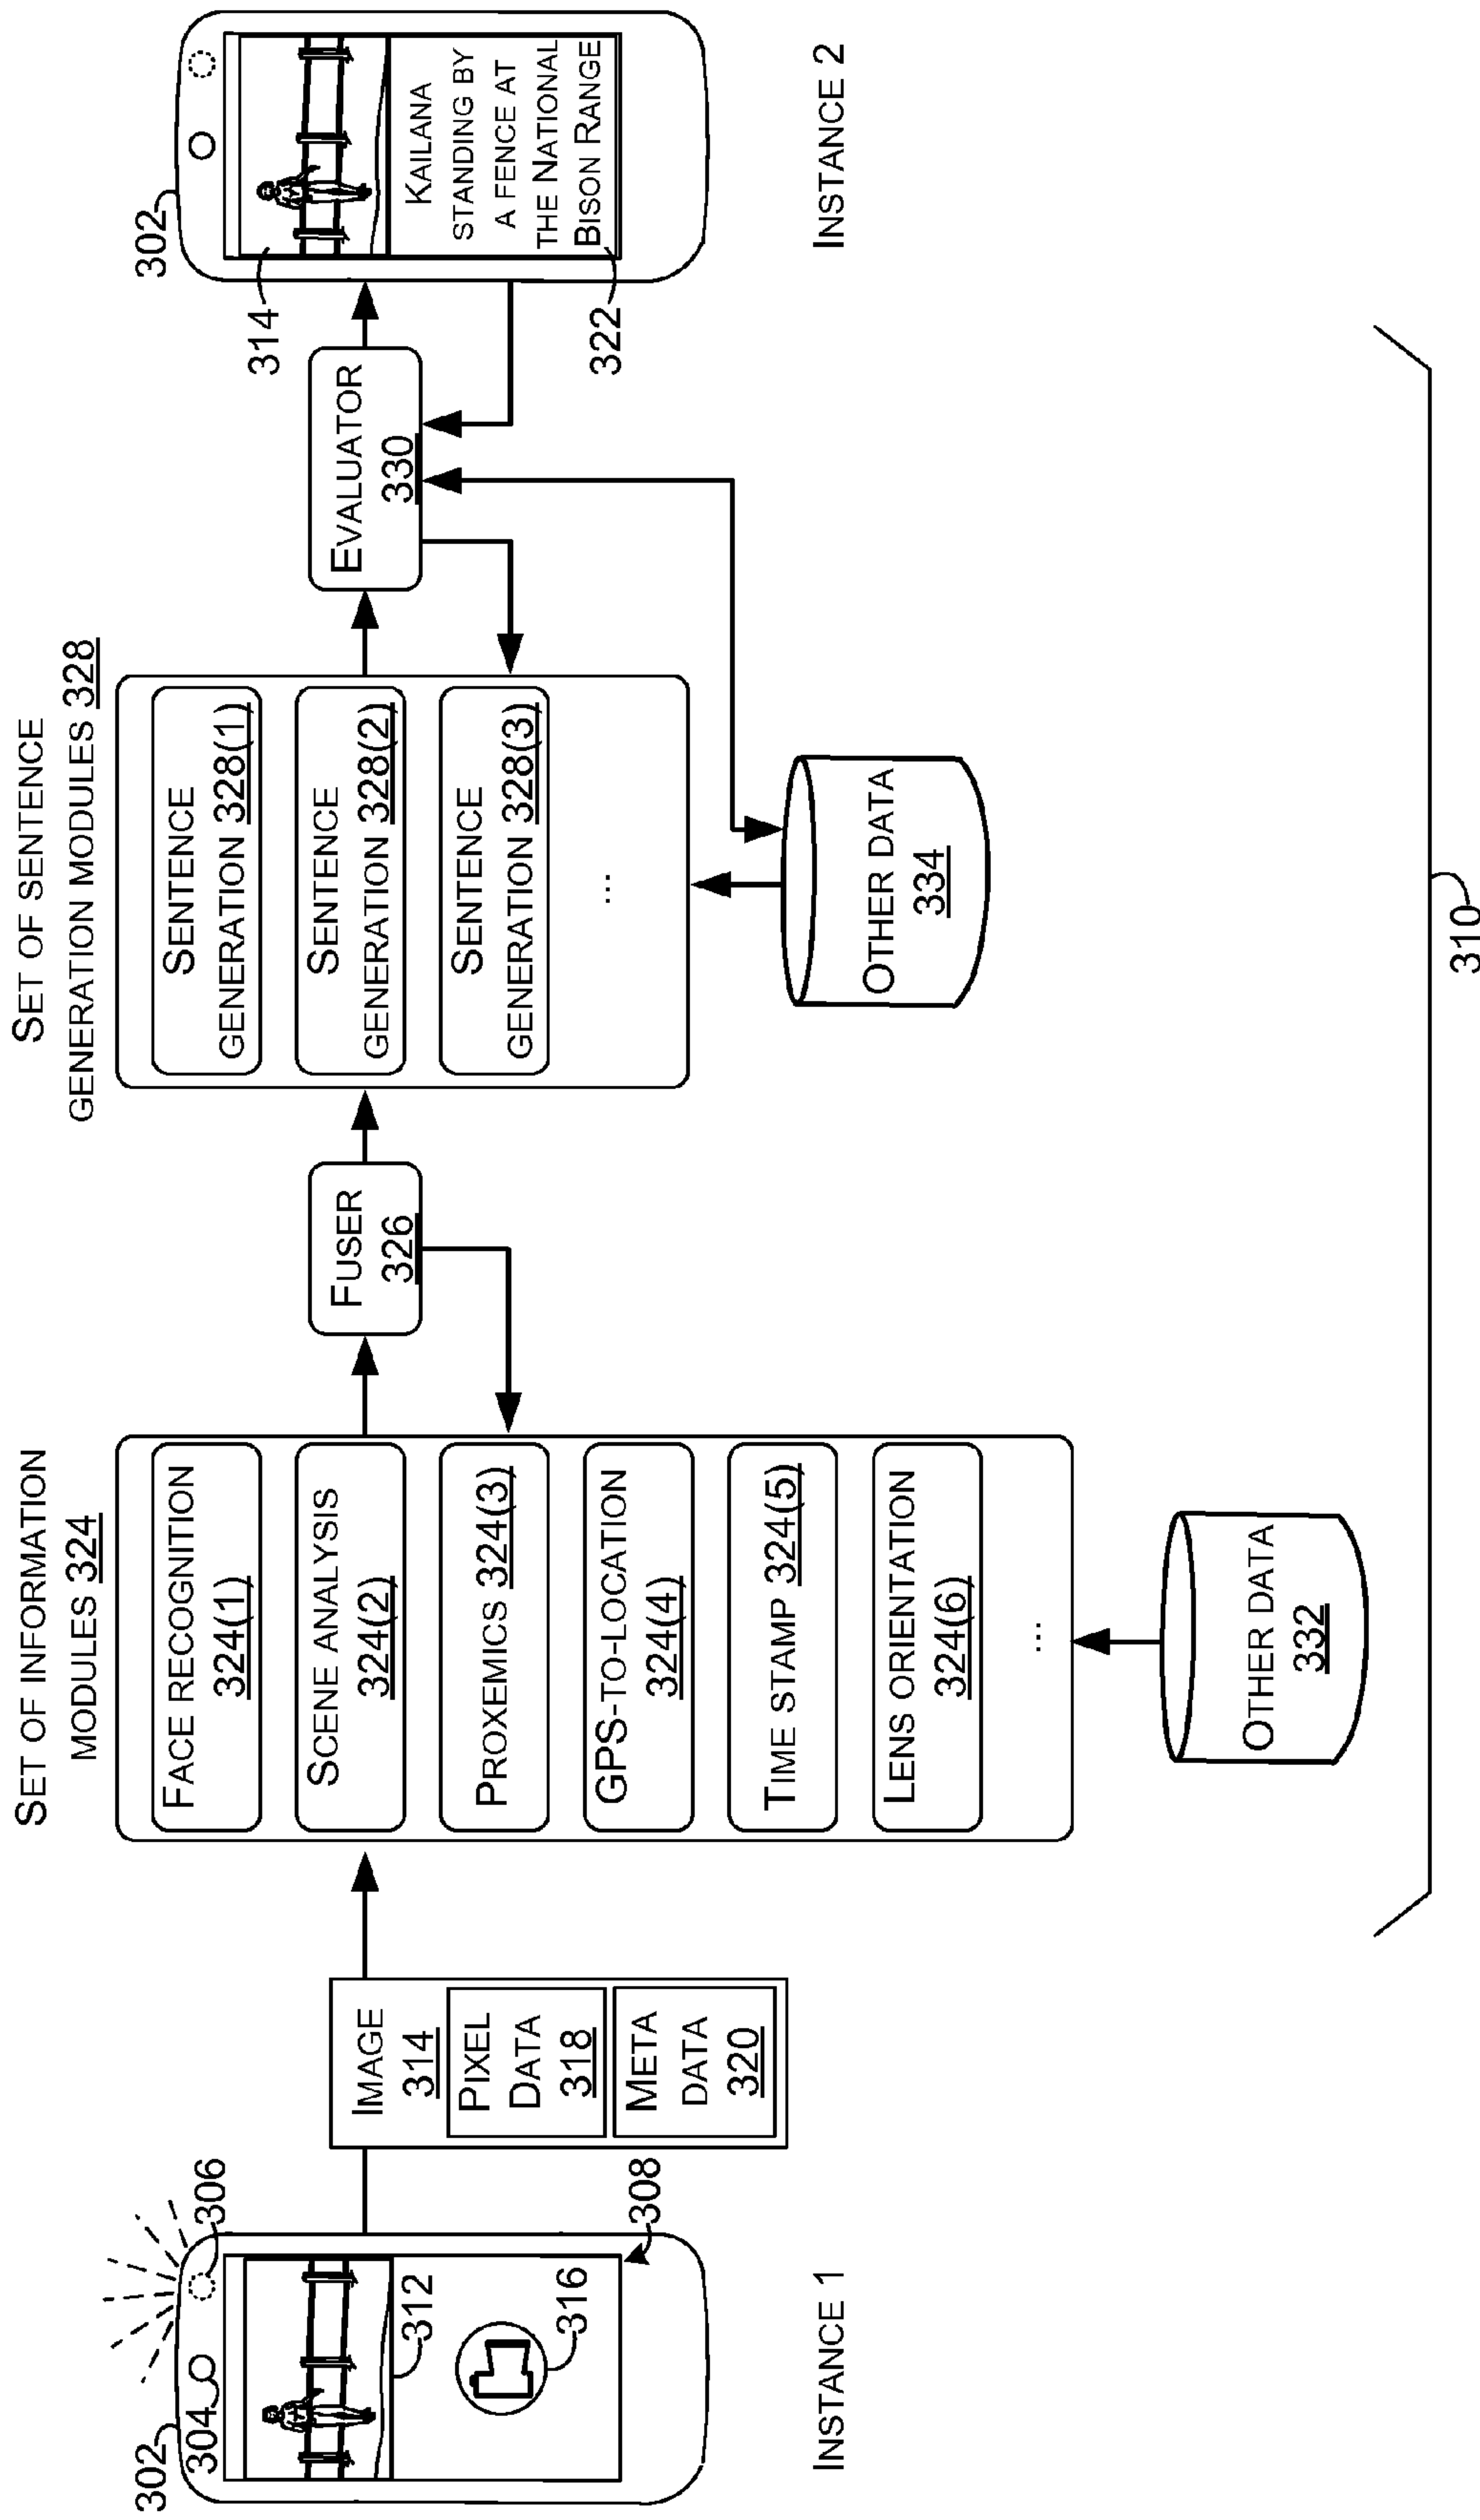 302
304
306
308
312
316
INSTANCE 1
IMAGE
314
PIXEL
DATA
318
META
DATA
320
SET OF INFORMATION
MODULES 324
FACE RECOGNITION
324(1)
SCENE ANALYSIS
324(2)
PROXEMICS 324(3)
GPS-TO-LOCATION
324(4)
TIME STAMP 324(5)
LENS ORIENTATION
324(6)
...
OTHER DATA
332
FUSER
326
SET OF SENTENCE
GENERATION MODULES 328
SENTENCE
GENERATION 328(1)
SENTENCE
GENERATION 328(2)
SENTENCE
GENERATION 328(3)
...
OTHER DATA
334
EVALUATOR
330
302
314
322
KAILANA
STANDING BY
A FENCE AT
THE NATIONAL
BISON RANGE
INSTANCE 2
310